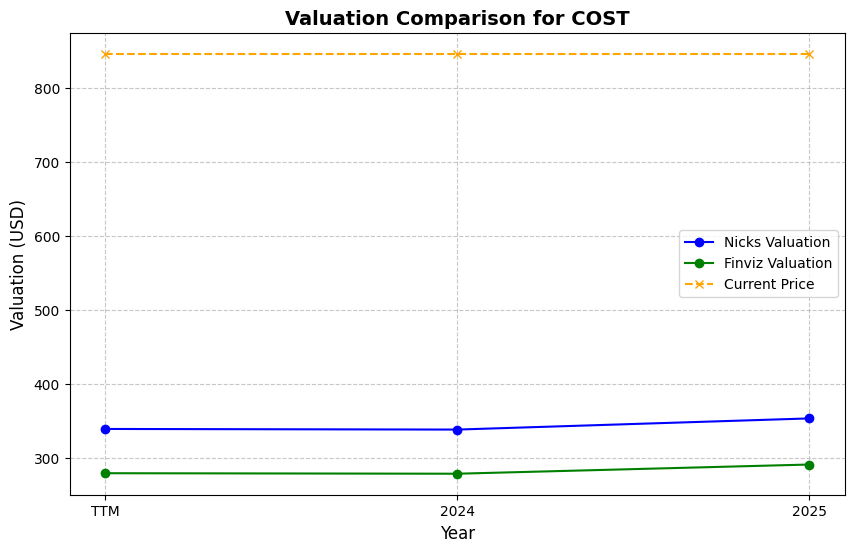 Valuation Comparison for COST
Valuation (USD)
800
700
600
500
400
300
Nicks Valuation
Finviz Valuation
Current Price
TTM
2024
2025
Year